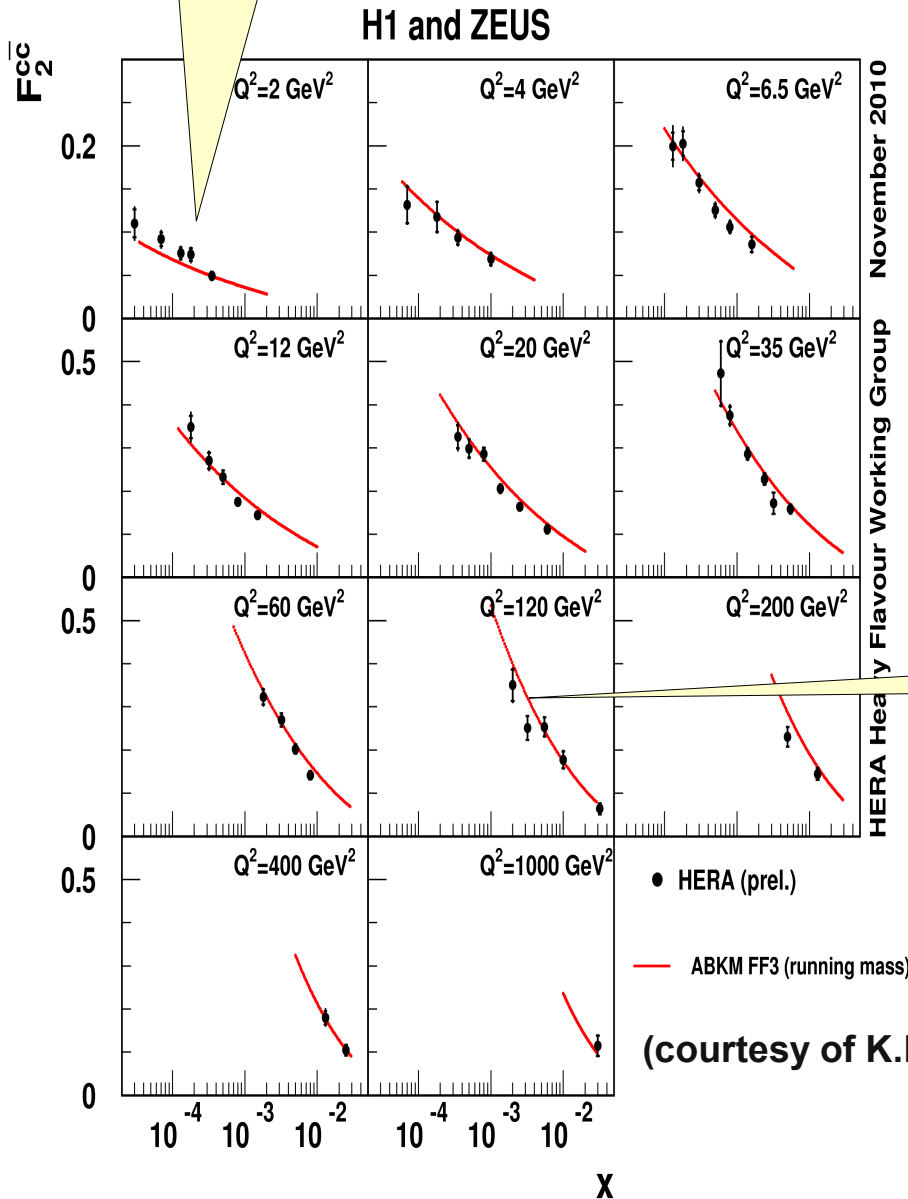 H1 and ZEUS
F2cc̄
Q²=2 GeV²
Q²=4 GeV²
Q²=6.5 GeV²
0.2
0
Q²=12 GeV²
Q²=20 GeV²
Q²=35 GeV²
0.5
0
Q²=60 GeV²
Q²=120 GeV²
Q²=200 GeV²
0.5
0
Q²=400 GeV²
Q²=1000 GeV²
0.5
0
10⁻⁴ 10⁻³ 10⁻² 10⁻⁴ 10⁻³ 10⁻²
x
HERA (prel.)
ABKM FF3 (running mass)
(courtesy of K.
HERA Heavy Flavour Working Group
November 2010